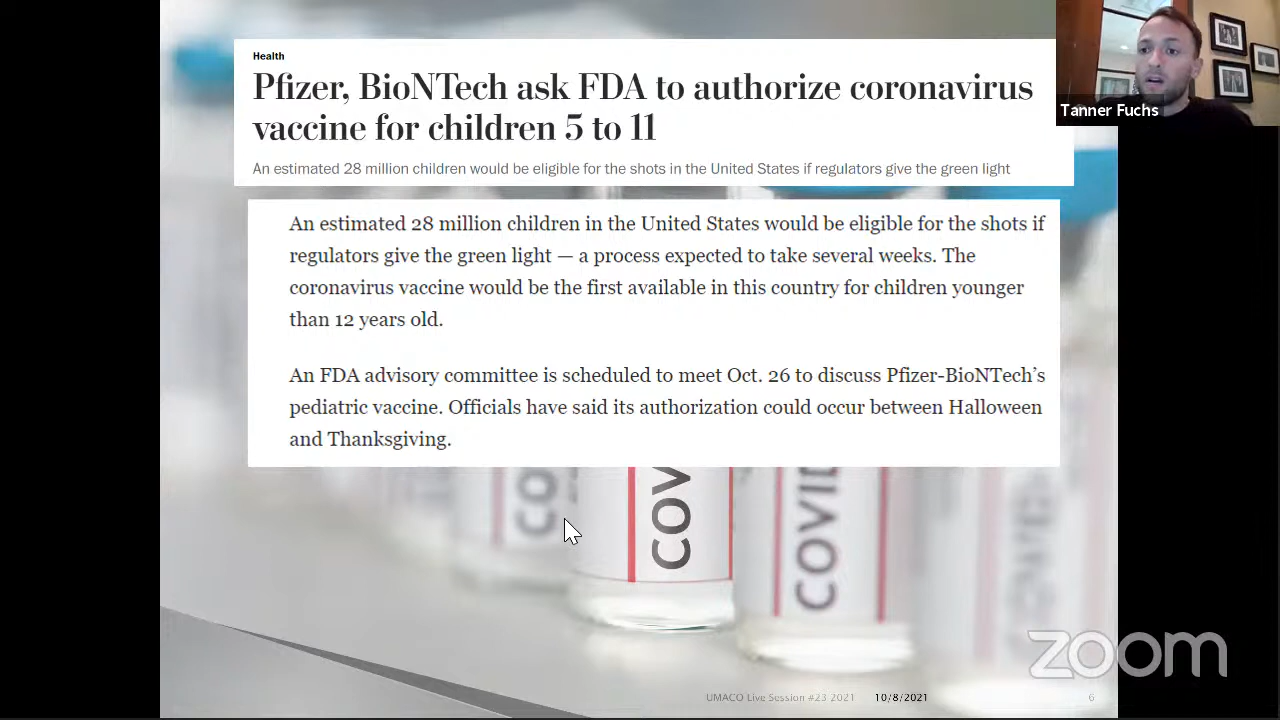 Health
Pfizer, BioNTech ask FDA to authorize coronavirus
vaccine for children 5 to 11
An estimated 28 million children would be eligible for the shots in the United States if regulators give the green light
Tanner Fuchs
An estimated 28 million children in the United States would be eligible for the shots if
regulators give the green light — a process expected to take several weeks. The
coronavirus vaccine would be the first available in this country for children younger
than 12 years old.
An FDA advisory committee is scheduled to meet Oct. 26 to discuss Pfizer-BioNTech’s
pediatric vaccine. Officials have said its authorization could occur between Halloween
and Thanksgiving.
CO
COV
COVID
zoom
UMACO Live Session #23 2021 10/8/2021 6